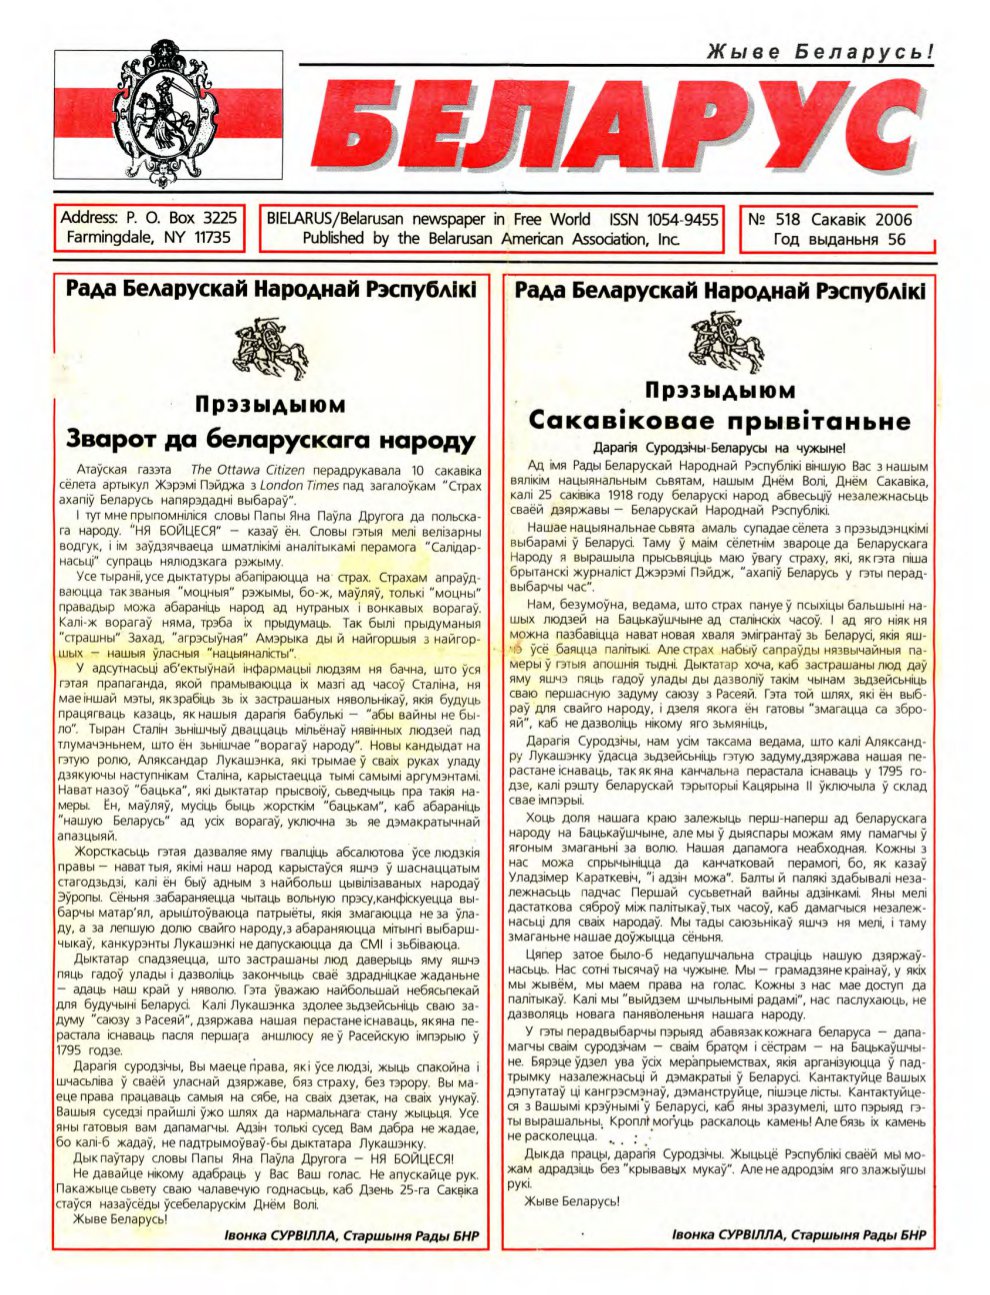 Жыве Беларусь!
БЕЛАРУС
Address: P. O. Box 3225
Farmingdale, NY 11735
BIELARUS/Belarusan newspaper in Free World ISSN 1054-9455
Published by the Belarusan American Association, Inc.
№ 518 Сакавік 2006
Год выданьня 56
Рада Беларускай Народнай Рэспублікі
Прэзыдыюм
Зварот да беларускага народу
Атаўская газэта The Ottawa Citizen перадрукавала 10 сакавіка
сёлета артыкул Жэрэмі Пэйджа з London Times пад загалоўкам "Страх
ахапіў Беларусь напярэдадні выбараў".
І тут мне прыпомніліся словы Папы Яна Паўла Другога да польска-
га народу. "НЯ БОЙЦЕСЯ" — казаў ён. Словы гэтыя мелі велізарны
водгук, і ім заўдзячваецца шматлікімі аналітыкамі перамога "Салідар-
насьці" супраць нялюдзкага рэжыму.
Усе тыраніі, усе дыктатуры абапіраюцца на страх. Страхам апраўд-
ваюцца так званыя "моцныя" рэжымы, бо-ж, маўляў, толькі "моцны"
правадыр можа абараніць народ ад нутраных і вонкавых ворагаў.
Калі-ж ворагаў няма, трэба іх прыдумаць. Так былі прыдуманыя
"страшны" Захад, "агрэсыўная" Амэрыка ды й найгоршыя з найгор-
шых — нашыя ўласныя "нацыяналісты".
У адсутнасьці аб'ектыўнай інфармацыі людзям ня бачна, што ўся
гэтая прапаганда, якой прамываюцца іх мазгі ад часоў Сталіна, ня
мае іншай мэты, як зрабіць зь іх застрашаных нявольнікаў, якія будуць
працягваць казаць, як нашыя дарагія бабулькі — "абы вайны не бы-
ло". Тыран Сталін зьнішчыў дваццаць мільёнаў нявінных людзей пад
тлумачэньнем, што ён зьнішчае "ворагаў народу". Новы кандыдат на
гэтую ролю, Аляксандар Лукашэнка, які трымае ў сваіх руках уладу
дзякуючы наступнікам Сталіна, карыстаецца тымі самымі аргумэнтамі.
Нават назоў "бацька", які дыктатар прысвоіў, сьведчыць пра такія на-
меры. Ён, маўляў, мусіць быць жорсткім "бацькам", каб абараніць
"нашую Беларусь" ад усіх ворагаў, уключна зь яе дэмакратычнай
апазцыяй.
Жорсткасьць гэтая дазваляе яму гваліць абсалютова ўсе людзкія
правы — нават тыя, якімі наш народ карыстаўся яшчэ ў шаснаццатым
стагодзьдзі, калі ён быў адным з найбольш цывілізаваных народаў
Эўропы. Сёньня забараняецца чытаць вольную прэсу, канфіскуецца вы-
барчы матар'ял, арыштоўваюца патрыёты, якія змагаюцца не за ўла-
ду, а за лепшую долю свайго народу, забараняюцца мітынгі выбарш-
чыкаў, канкурэнты Лукашэнкі не дапускаюцца да СМІ і зьбіваюца.
Дыктатар спадзяецца, што застрашаны люд даверыць яму яшчэ
пяць гадоў улады і дазволіць закончыць сваё здрадніцкае жаданьне
— адаць наш край у няволю. Гэта ўважаю найбольшай небясьпекай
для будучыні Беларусі. Калі Лукашэнка здолее зьдзейсьніць сваю за-
думу "саюзу з Расеяй", дзяржава нашая перастане існаваць, як яна пе-
растала існаваць пасля першага аншлюсу яе ў Расейскую імпэрыю ў
1795 годзе.
Дарагія суродзічы, Вы маеце права, які ўсе людзі, жыць спакойна і
шчасьліва ў сваёй уласнай дзяржаве, бяз страху, без тэрору. Вы ма-
еце права працаваць самыя на сябе, на сваіх дзетак, на сваіх унукаў.
Вашыя суседзі прайшлі ўжо шлях да нармальнага стану жыцьця. Усе
яны гатовыя вам дапамагчы. Адзін толькі сусед Вам дабра не жадае,
бо калі-б жадаў, не падтрымоўваў-бы дыктатара Лукашэнку.
Дык паўтару словы Папы Яна Паўла Другога — НЯ БОЙЦЕСЯ!
Не давайце нікому адабраць у Вас Ваш голас. Не апускайце рук.
Пакажыце сьвету сваю чалавечую годнасьць, каб Дзень 25-га Сакавіка
стаўся назаўсёды ўсебеларускім Днём Волі.
Жыве Беларусь!
Івонка СУРВІЛЛА, Старшыня Рады БНР
Рада Беларускай Народнай Рэспублікі
Прэзыдыюм
Сакавіковае прывітаньне
Дарагія Суродзічы-Беларусы на чужыне!
Ад імя Рады Беларускай Народнай Рэспублікі віншую Вас з нашым
вялікім нацыянальным сьвятам, нашым Днём Волі, Днём Сакавіка,
калі 25 саківіка 1918 году беларускі народ абвесьціў незалежнасьць
сваёй дзяржавы — Беларускай Народнай Рэспублікі.
Нашае нацыянальнае сьвята амаль супадае сёлета з прэзыдэнцкімі
выбарамі ў Беларусі. Таму ў маім сёлетнім звароце да Беларускага
Народу я вырашыла прысьвяціць маю ўвагу страху, які, як гэта піша
брытанскі журналіст Джэрэмі Пэйдж, "ахапіў Беларусь у гэты перад-
выбарчы час".
Нам, безумоўна, ведама, што страх пануе ў псыхіцы бальшыні на-
шых людзей на Бацькаўшчыне ад сталінскіх часоў. І ад яго ніяк ня
можна пазбавіцца нават новая хваля эмігрантаў зь Беларусі, якія яш-
чэ ўсё баяцца палітыкі. Але страх набыў сапраўды нязвычайныя па-
меры ў гэтыя апошнія тыдні. Дыктатар хоча, каб застрашаны люд даў
яму яшчэ пяць гадоў улады ды дазволіў такім чынам зьдзейсьніць
сваю першасную задуму саюзу з Расеяй. Гэта той шлях, які ён выб-
раў для свайго народу, і дзеля якога ён гатовы "змагацца са збро-
яй", каб не дазволіць нікому яго зьмяніць,
Дарагія Суродзічы, нам усім таксама ведама, што калі Аляксанд-
ру Лукашэнку ўдасца зьдзейсьніць гэтую задуму, дзяржава нашая пе-
растане існаваць, так як яна канчальна перастала існаваць у 1795 го-
дзе, калі рэшту беларускай тэрыторыі Кацярына ІІ ўключыла ў склад
свае імпэрыі.
Хоць доля нашага краю залежыць перш-наперш ад беларускага
народу на Бацькаўшчыне, але мы ў дыяспары можам яму памагчы ў
ягоным змаганьні за волю. Нашая дапамога неабходная. Кожны з
нас можа спрычыніцца да канчатковай перамогі, бо, як казаў
Уладзімер Караткевіч, "і адзін можа". Балты й палякі здабывалі неза-
лежнасьць падчас Першай сусьветнай вайны адзінкамі. Яны мелі
дастаткова сяброў між палітыкаў, тых часоў, каб дамагчыся незалеж-
насьці для сваіх народаў. Мы тады саюзьнікаў яшчэ ня мелі, і таму
змаганьне нашае доўжыцца сёньня.
Цяпер затое было-б недапушчальна страціць нашую дзяржаў-
насьць. Нас сотні тысячаў на чужыне. Мы — грамадзяне краінаў, у якіх
мы жывём, мы маем права на голас. Кожны з нас мае доступ да
палітыкаў. Калі мы "выйдзем шчыльнымі радамі", нас паслухаюць, не
дазволяць новага паняволеньня нашага народу.
У гэты перадвыбарчы пэрыяд абавязак кожнага беларуса — дапа-
магчы сваім суродзічам — сваім братом і сёстрам — на Бацькаўшчы-
не. Бярэце ўдзел ува ўсіх мерапрыемствах, якія арганізуюцца ў пад-
трымку назалежнасьці й дэмакратыі ў Беларусі. Кантактуйце Вашых
дэпутатаў ці кангрэсмэнаў, дэманструйце, пішэце лісты. Кантактуйце-
ся з Вашымі крэўнымі ў Беларусі, каб яны зразумелі, што пэрыяд гэ-
ты вырашальны, Кроплі могуць раскалоць камень! Але бязь іх камень
не расколецца.
Дык да працы, дарагія Суродзічы. Жыцьцё Рэспублікі сваёй мы мо-
жам адрадзіць без "крывавых мукаў". Але не адродзім яго злажыўшы
рукі.
Жыве Беларусь!
Івонка СУРВІЛЛА, Старшыня Рады БНР